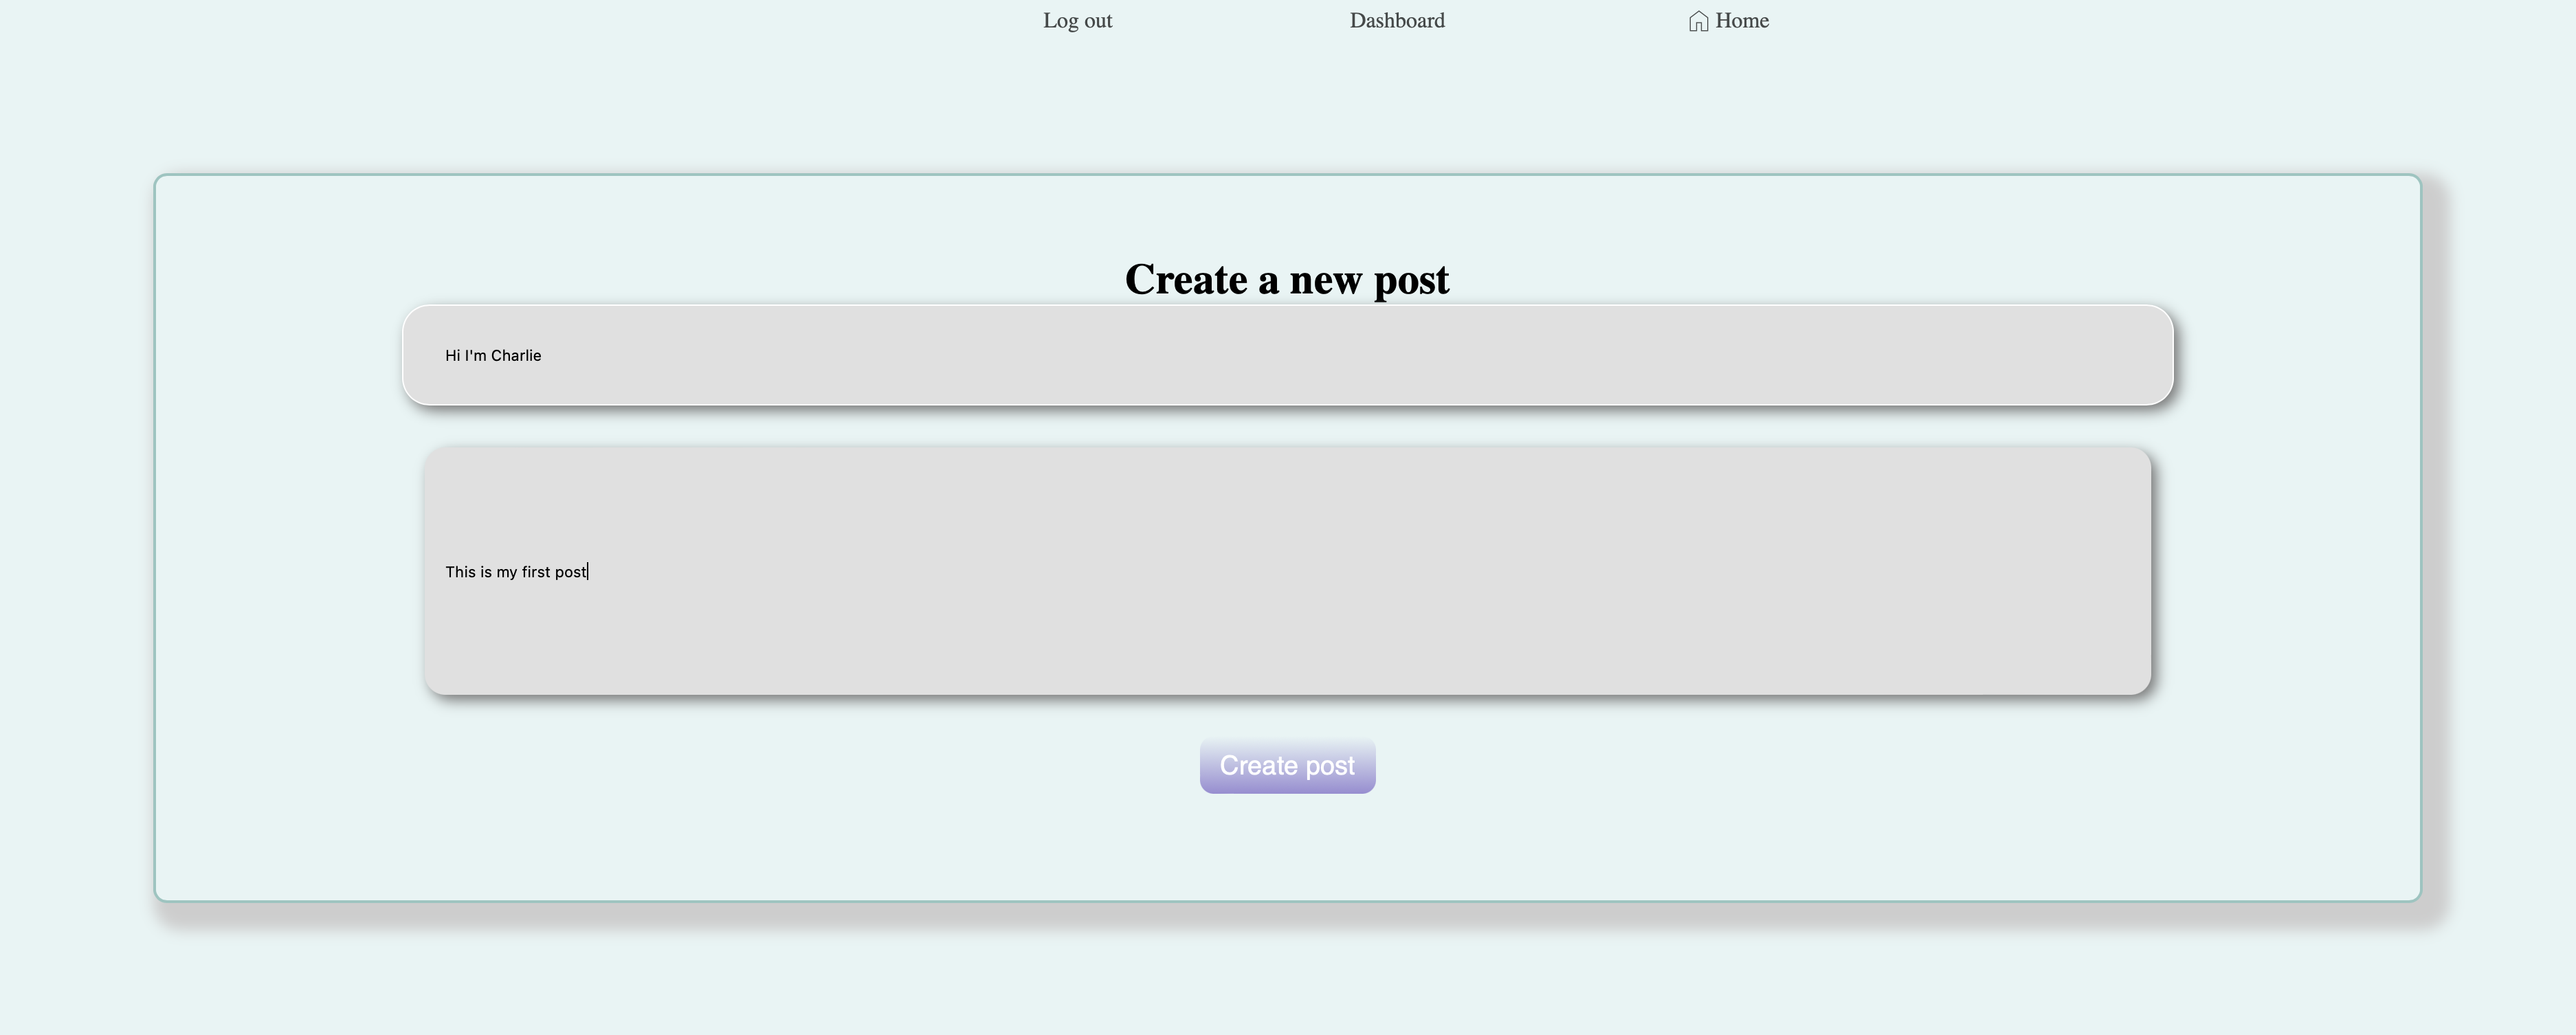 Log out
Dashboard
Home
Create a new post
Hi I'm Charlie
This is my first post
Create post